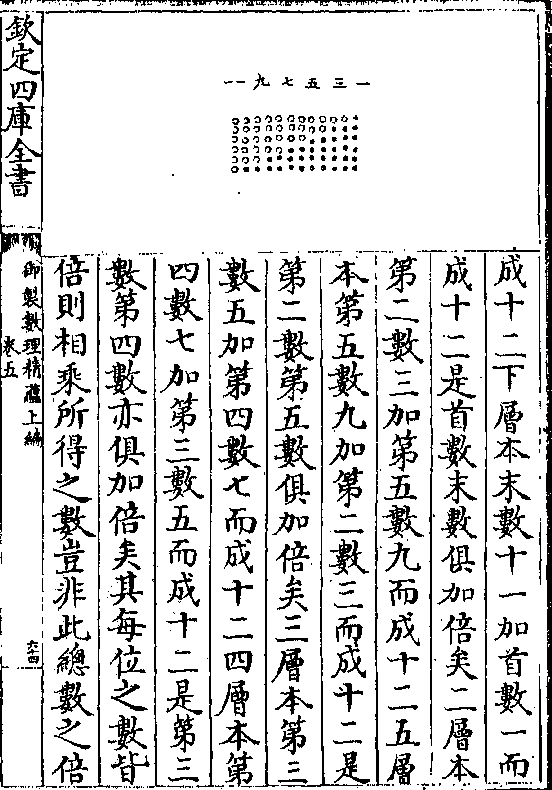 成十二下層本末數十一加首數一而
成十二是首數末數俱加倍矣二層本
第二數三加第五數九而成十二五層
本第五數九加第二數三而成十二是
第二數第五數俱加倍矣三層本第三
數五加第四數七而成十二四層本第
四數七加第三數五而成十二是第三
數第四數亦俱加倍矣其每位之數皆
倍則相乘所得之數豈非此總數之倍
一 三 五 七 九 一一
欽定四庫全書
御製數理精蘊上編
卷五
六十四